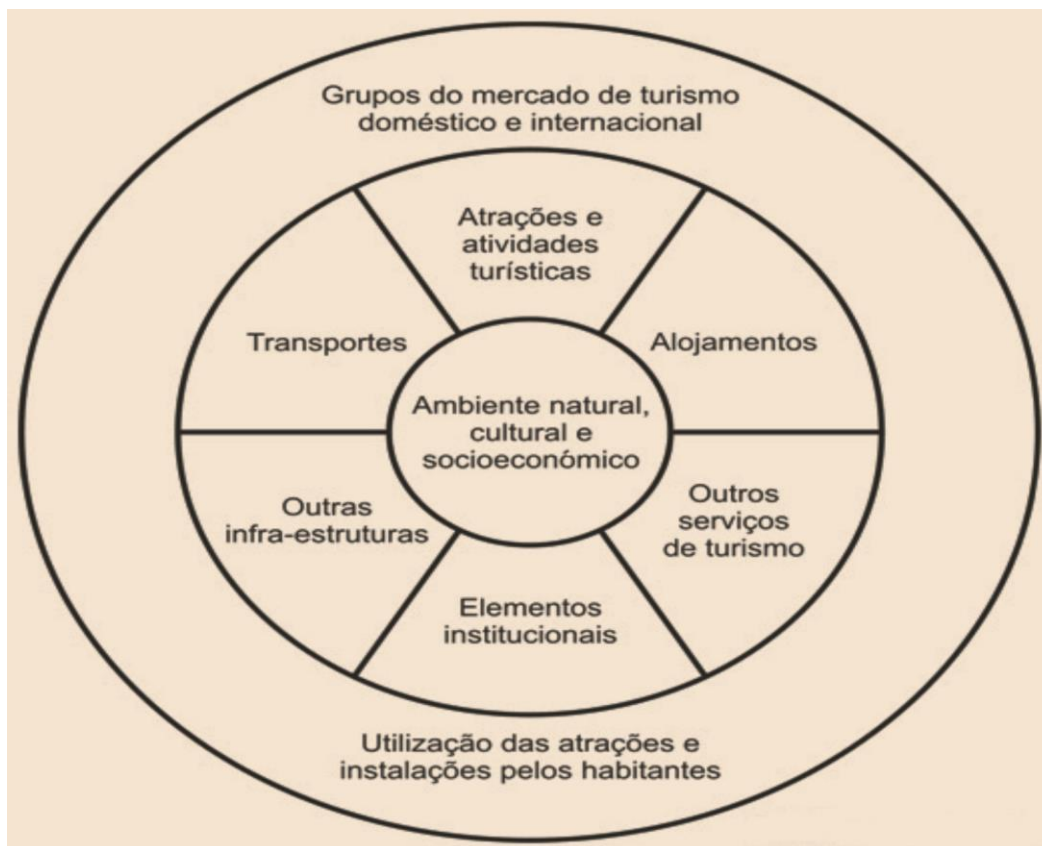 Grupos do mercado de turismo
doméstico e internacional
Atrações e
atividades
turísticas
Transportes
Alojamentos
Ambiente natural,
cultural e
socioeconómico
Outras
infra-estruturas
Outros
serviços
de turismo
Elementos
institucionais
Utilização das atrações e
instalações pelos habitantes